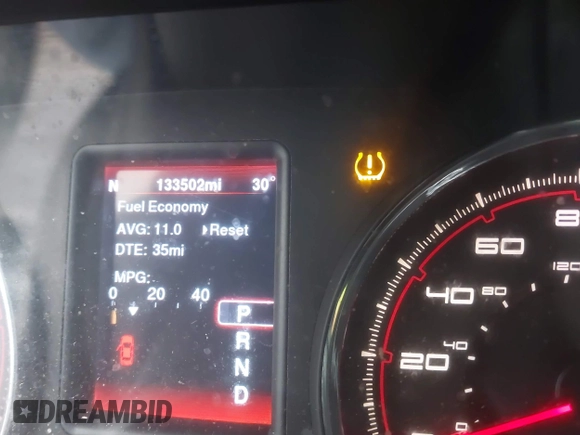 N 133502mi 30°
Fuel Economy
AVG: 11.0 Reset
DTE: 35mi
MPG:
0 20 40
P
R
N
D
80
60
120
40 80
20 40
DREAMBID